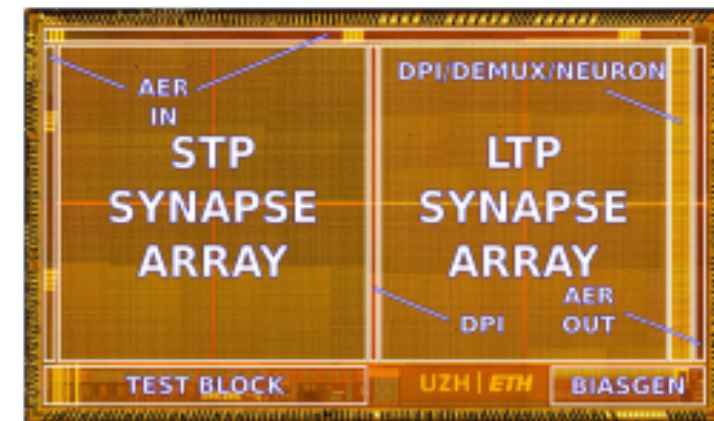 AER
IN
DPI/DEMUX/NEURON
STP
SYNAPSE
ARRAY
LTP
SYNAPSE
ARRAY
DPI
AER
OUT
TEST BLOCK
UZH | ETH
BIASGEN